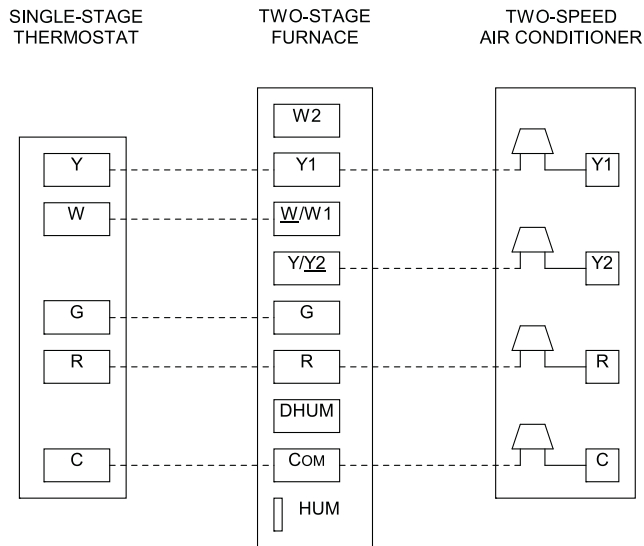 SINGLE-STAGE
THERMOSTAT
TWO-STAGE
FURNACE
TWO-SPEED
AIR CONDITIONER
W2
Y Y1 Y1
W W/W1
Y/Y2 Y2
G G
R R R
DHUM
C COM C
HUM